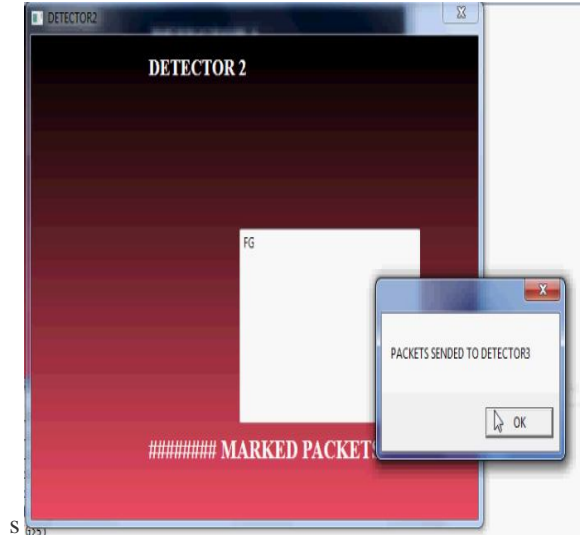 DETECTOR2
DETECTOR 2
FG
PACKETS SENDED TO DETECTOR3
OK
####### MARKED PACKETS
S